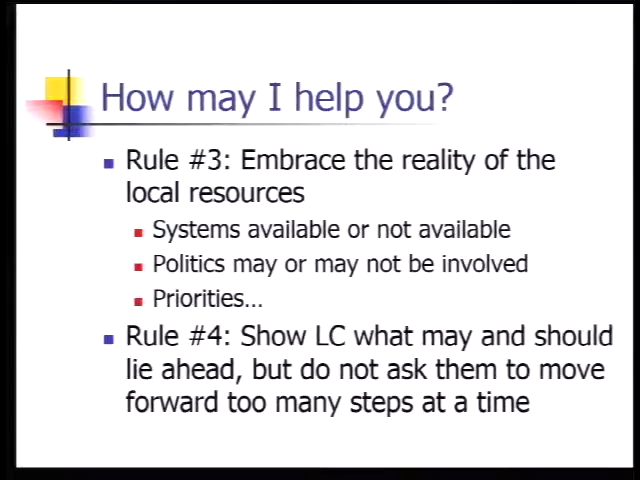 How may I help you?
Rule #3: Embrace the reality of the
local resources
Systems available or not available
Politics may or may not be involved
Priorities…
Rule #4: Show LC what may and should
lie ahead, but do not ask them to move
forward too many steps at a time